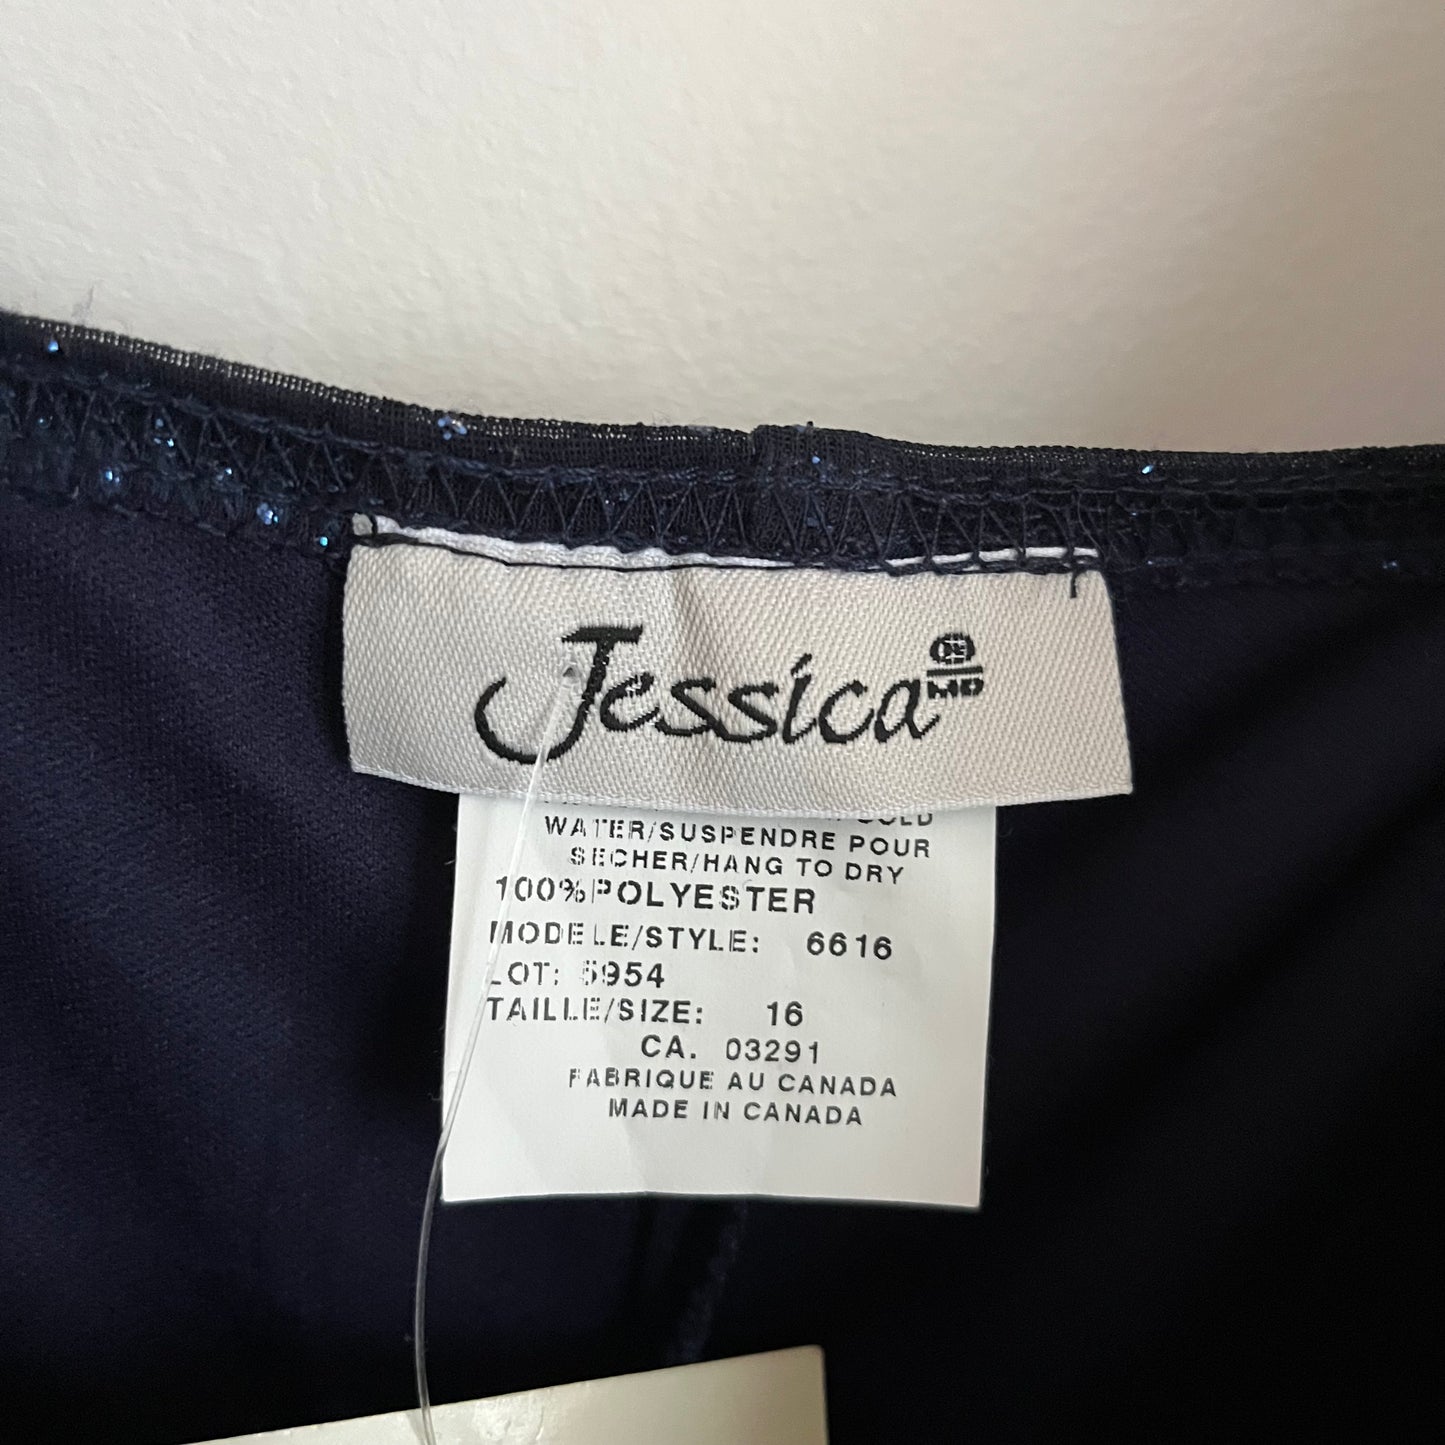 Jessica
MD
COLD
WATER/SUSPENDRE POUR
SECHER/HANG TO DRY
100%POLYESTER
MODELE/STYLE: 6616
LOT: 5954
TAILLE/SIZE: 16
CA. 03291
FABRIQUE AU CANADA
MADE IN CANADA